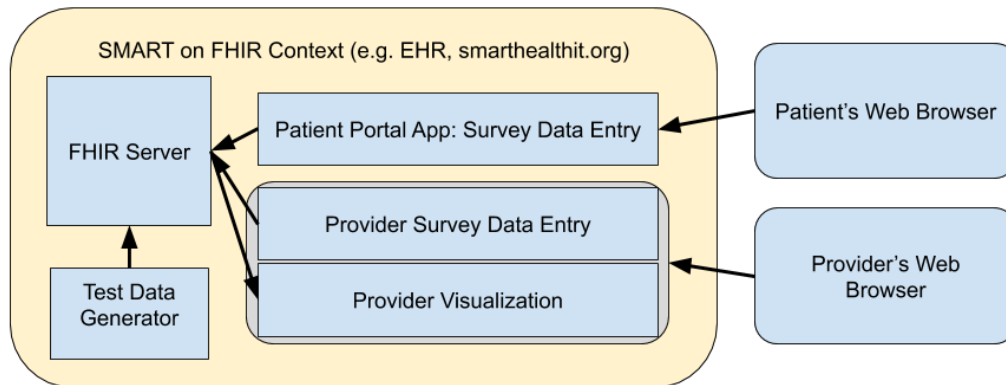 SMART on FHIR Context (e.g. EHR, smarthealthit.org)
FHIR Server
Patient Portal App: Survey Data Entry
Patient's Web Browser
Provider Survey Data Entry
Provider Visualization
Provider's Web
Browser
Test Data
Generator